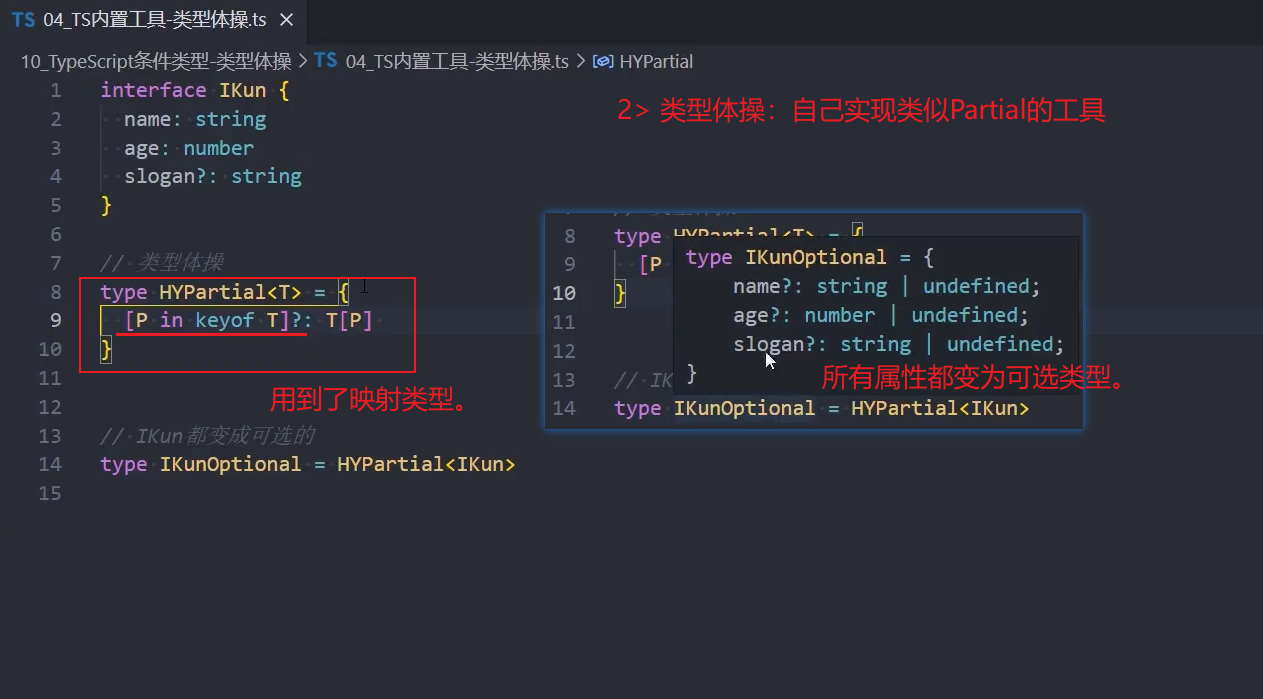 TS 04_TS内置工具-类型体操.ts ×
10_TypeScript条件类型-类型体操 > TS 04_TS内置工具-类型体操.ts > HYPartial
1 interface IKun {
2 name: string
3 age: number
4 slogan?: string
5 }
6
7 // 类型体操
8 type HYPartial<T> = {
9 [P in keyof T]?: T[P]
10 }
11
12
13 // IKun都变成可选的
14 type IKunOptional = HYPartial<IKun>
15
用到了映射类型。
2> 类型体操：自己实现类似Partial的工具
8 type HYPartial<T> = {
9 [P
10 }
11
12
13 // IK
14 type IKunOptional = HYPartial<IKun>
type IKunOptional = {
name?: string | undefined;
age?: number | undefined;
slogan?: string | undefined;
}
所有属性都变为可选类型。